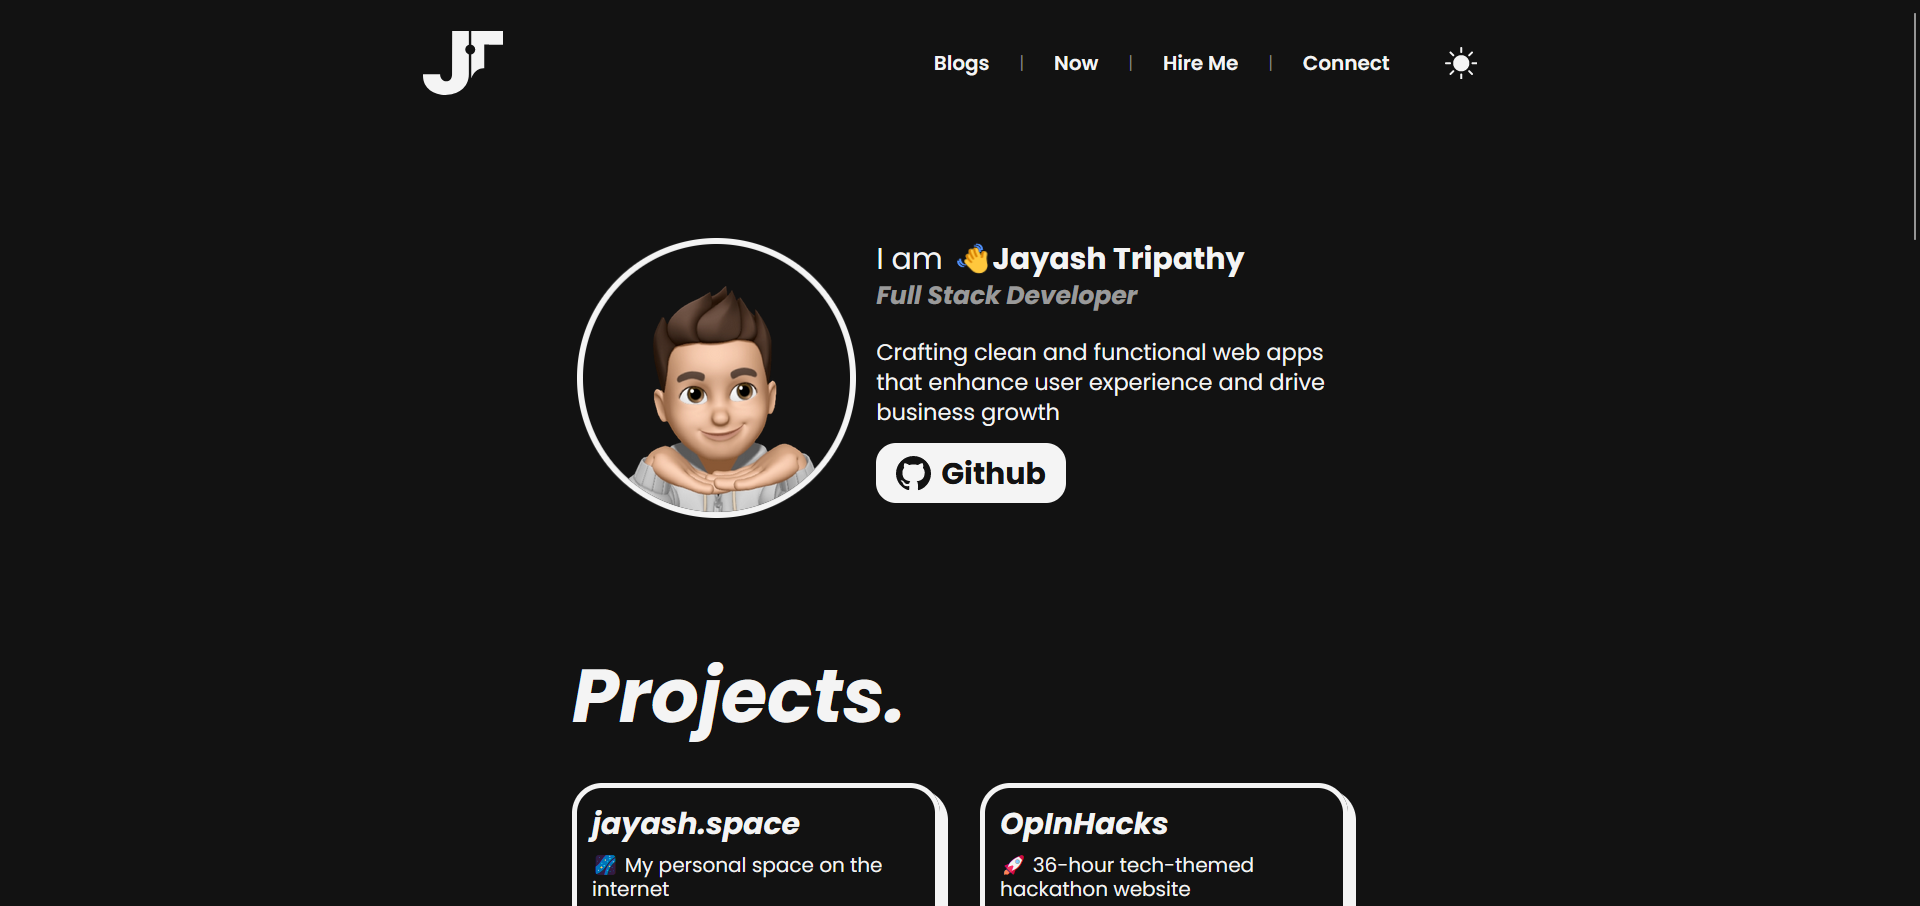 JT
Blogs | Now | Hire Me | Connect
I am 👋Jayash Tripathy
Full Stack Developer
Crafting clean and functional web apps
that enhance user experience and drive
business growth
Github
Projects.
jayash.space
🌌 My personal space on the
internet
OpInHacks
🚀 36-hour tech-themed
hackathon website